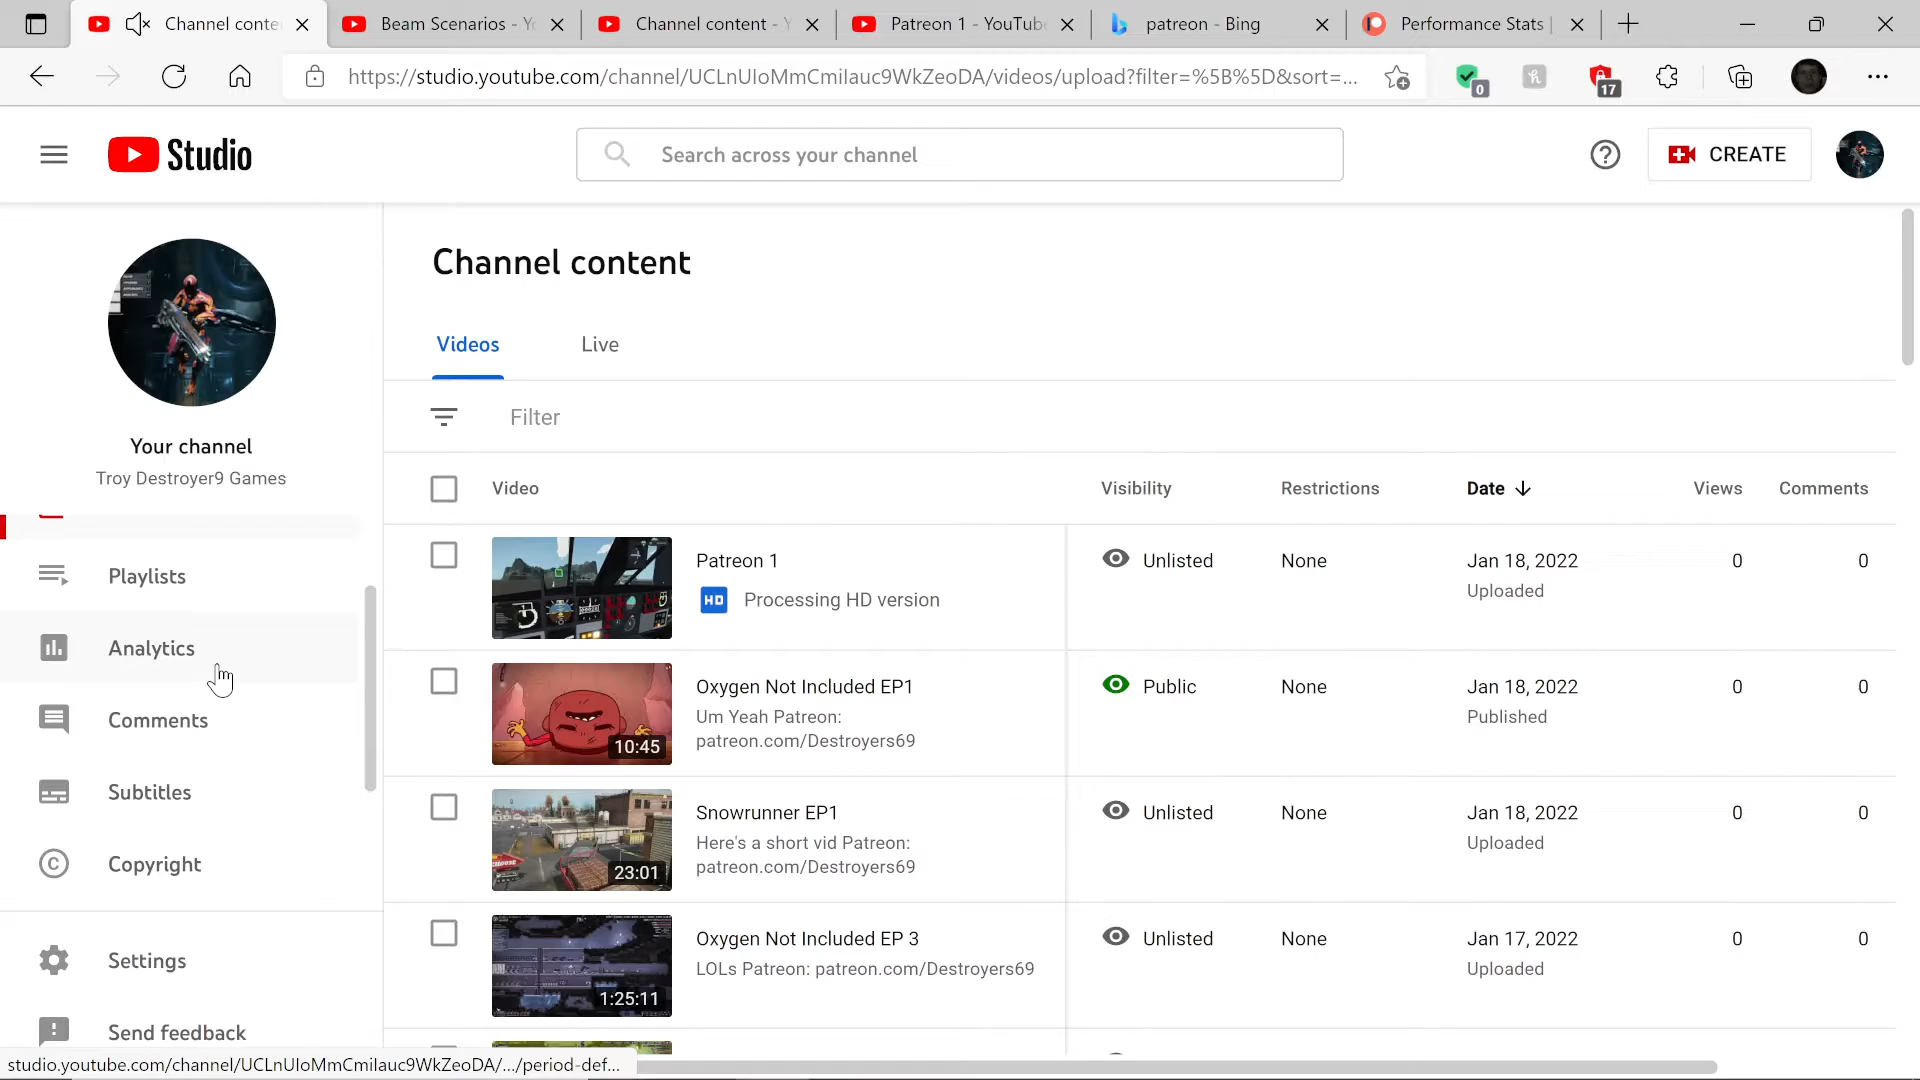 Channel conte
Beam Scenarios - Y
Channel content - Y
Patreon 1 - YouTube
patreon - Bing
Performance Stats |
https://studio.youtube.com/channel/UCLnUIoMmCmiIauc9WkZeoDA/videos/upload?filter=%5B%5D&sort=...
0
17
Studio
Search across your channel
CREATE
Your channel
Troy Destroyer9 Games
Playlists
Analytics
Comments
Subtitles
Copyright
Settings
Send feedback
Channel content
Videos
Live
Filter
Video
Visibility
Restrictions
Date
Views
Comments
Patreon 1
HD Processing HD version
Unlisted
None
Jan 18, 2022
Uploaded
0
0
10:45
Oxygen Not Included EP1
Um Yeah Patreon:
patreon.com/Destroyers69
Public
None
Jan 18, 2022
Published
0
0
23:01
Snowrunner EP1
Here's a short vid Patreon:
patreon.com/Destroyers69
Unlisted
None
Jan 18, 2022
Uploaded
0
0
1:25:11
Oxygen Not Included EP 3
LOLs Patreon: patreon.com/Destroyers69
Unlisted
None
Jan 17, 2022
Uploaded
0
0
studio.youtube.com/channel/UCLnUIoMmCmiIauc9WkZeoDA/.../period-def...